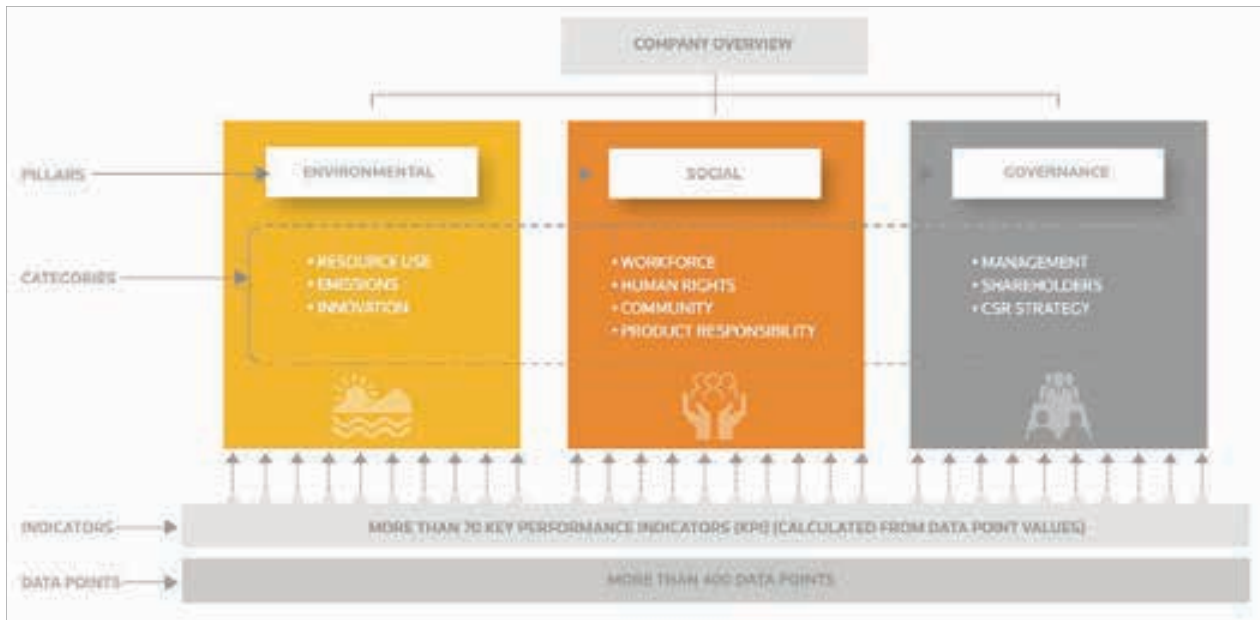 COMPANY OVERVIEW
PILLARS
ENVIRONMENTAL
SOCIAL
GOVERNANCE
CATEGORIES
• RESOURCE USE
• EMISSIONS
• INNOVATION
• WORKFORCE
• HUMAN RIGHTS
• COMMUNITY
• PRODUCT RESPONSIBILITY
• MANAGEMENT
• SHAREHOLDERS
• CSR STRATEGY
INDICATORS
MORE THAN 70 KEY PERFORMANCE INDICATORS (KPI) (CALCULATED FROM DATA POINT VALUES)
DATA POINTS
MORE THAN 400 DATA POINTS